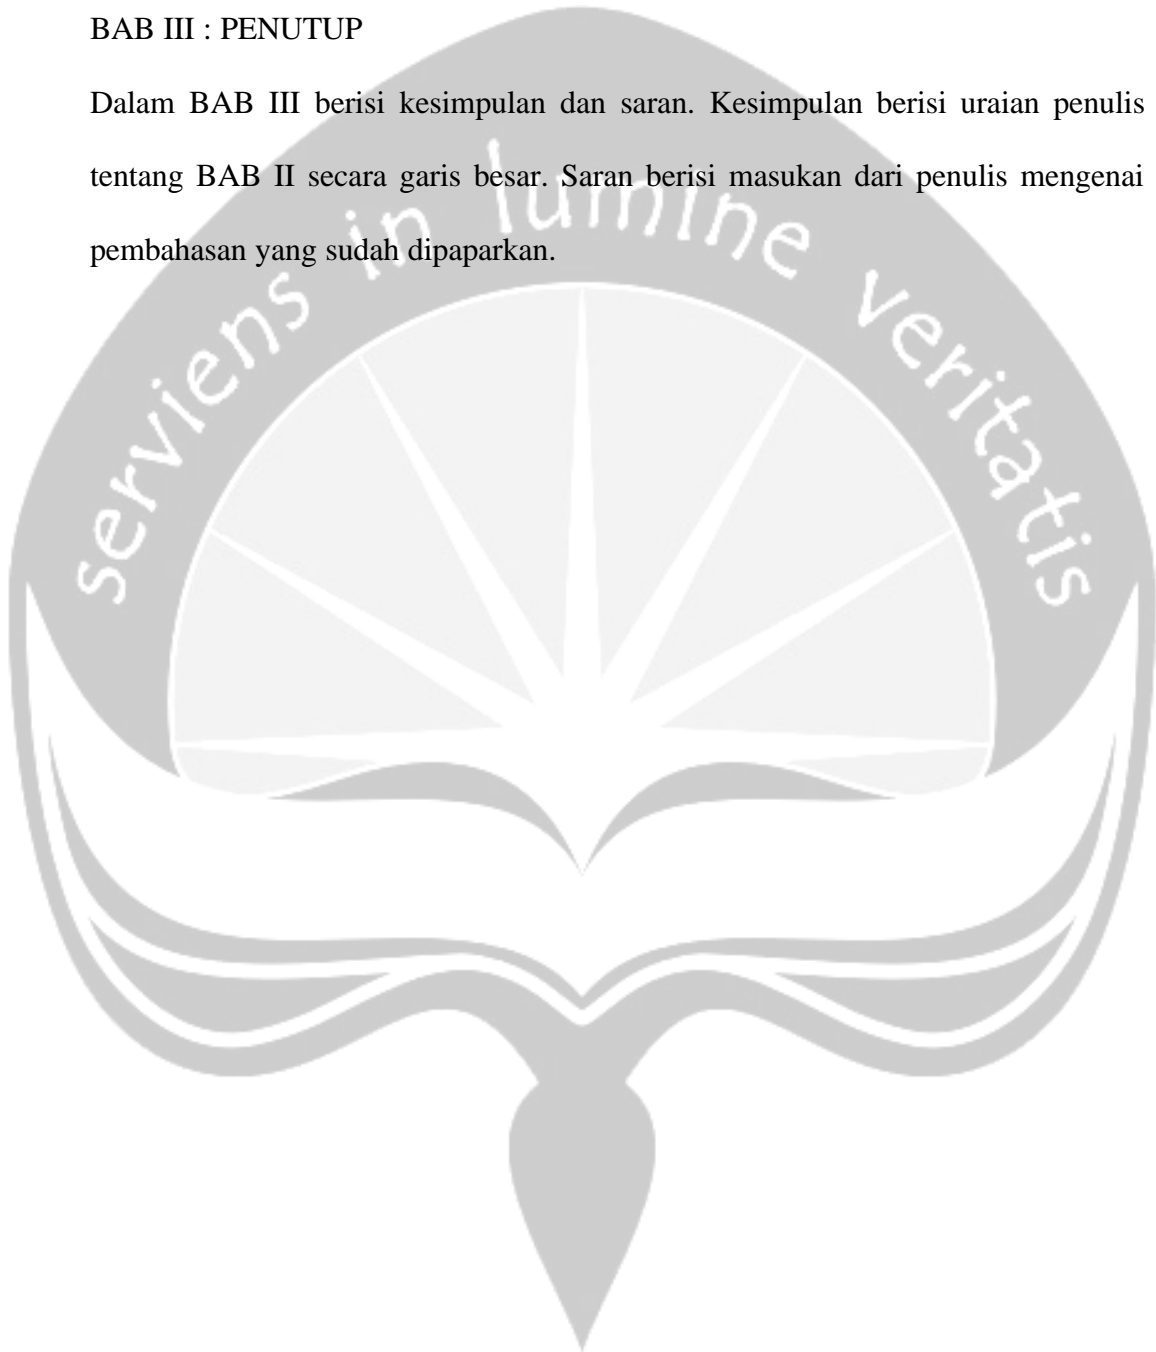 BAB III : PENUTUP
Dalam BAB III berisi kesimpulan dan saran. Kesimpulan berisi uraian penulis
tentang BAB II secara garis besar. Saran berisi masukan dari penulis mengenai
pembahasan yang sudah dipaparkan.
serviens in lumine veritatis